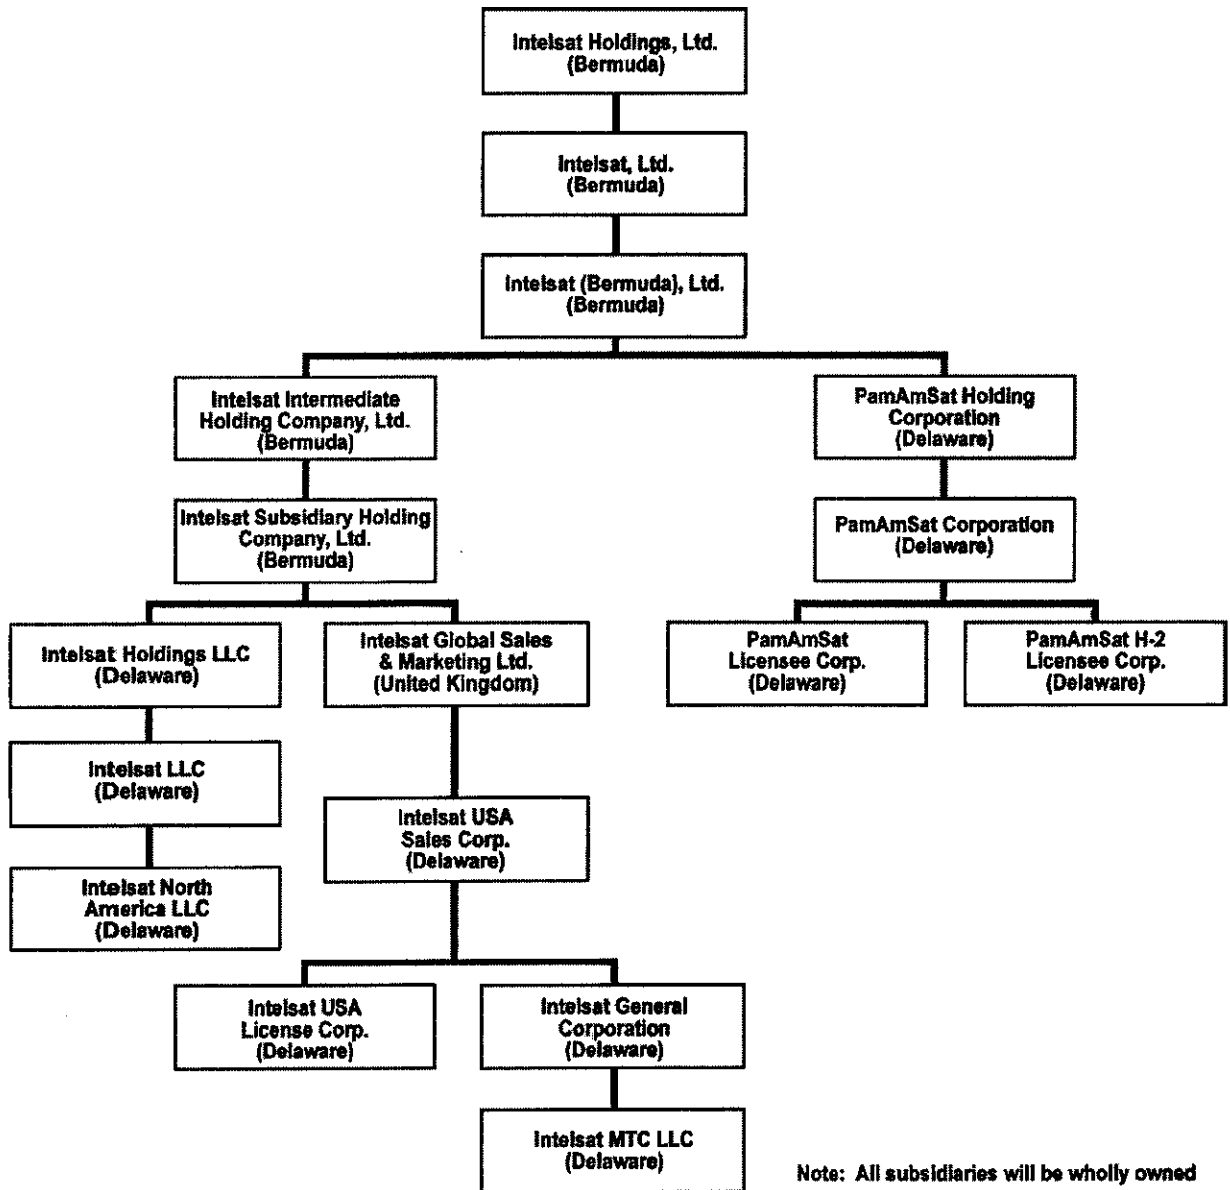 Intelsat Holdings, Ltd.
(Bermuda)
Intelsat, Ltd.
(Bermuda)
Intelsat (Bermuda), Ltd.
(Bermuda)
Intelsat Intermediate
Holding Company, Ltd.
(Bermuda)
PamAmSat Holding
Corporation
(Delaware)
Intelsat Subsidiary Holding
Company, Ltd.
(Bermuda)
PamAmSat Corporation
(Delaware)
Intelsat Holdings LLC
(Delaware)
Intelsat Global Sales
& Marketing Ltd.
(United Kingdom)
PamAmSat
Licensee Corp.
(Delaware)
PamAmSat H-2
Licensee Corp.
(Delaware)
Intelsat LLC
(Delaware)
Intelsat USA
Sales Corp.
(Delaware)
Intelsat North
America LLC
(Delaware)
Intelsat USA
License Corp.
(Delaware)
Intelsat General
Corporation
(Delaware)
Intelsat MTC LLC
(Delaware)
Note: All subsidiaries will be wholly owned